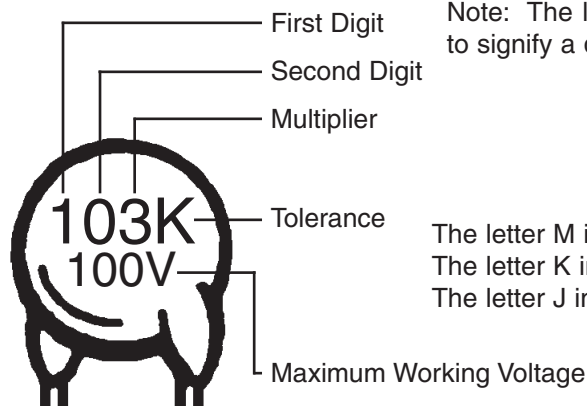 First Digit
Second Digit
Multiplier
Tolerance
Maximum Working Voltage
103K
100V
Note: The
to signify a
The letter M
The letter K
The letter J